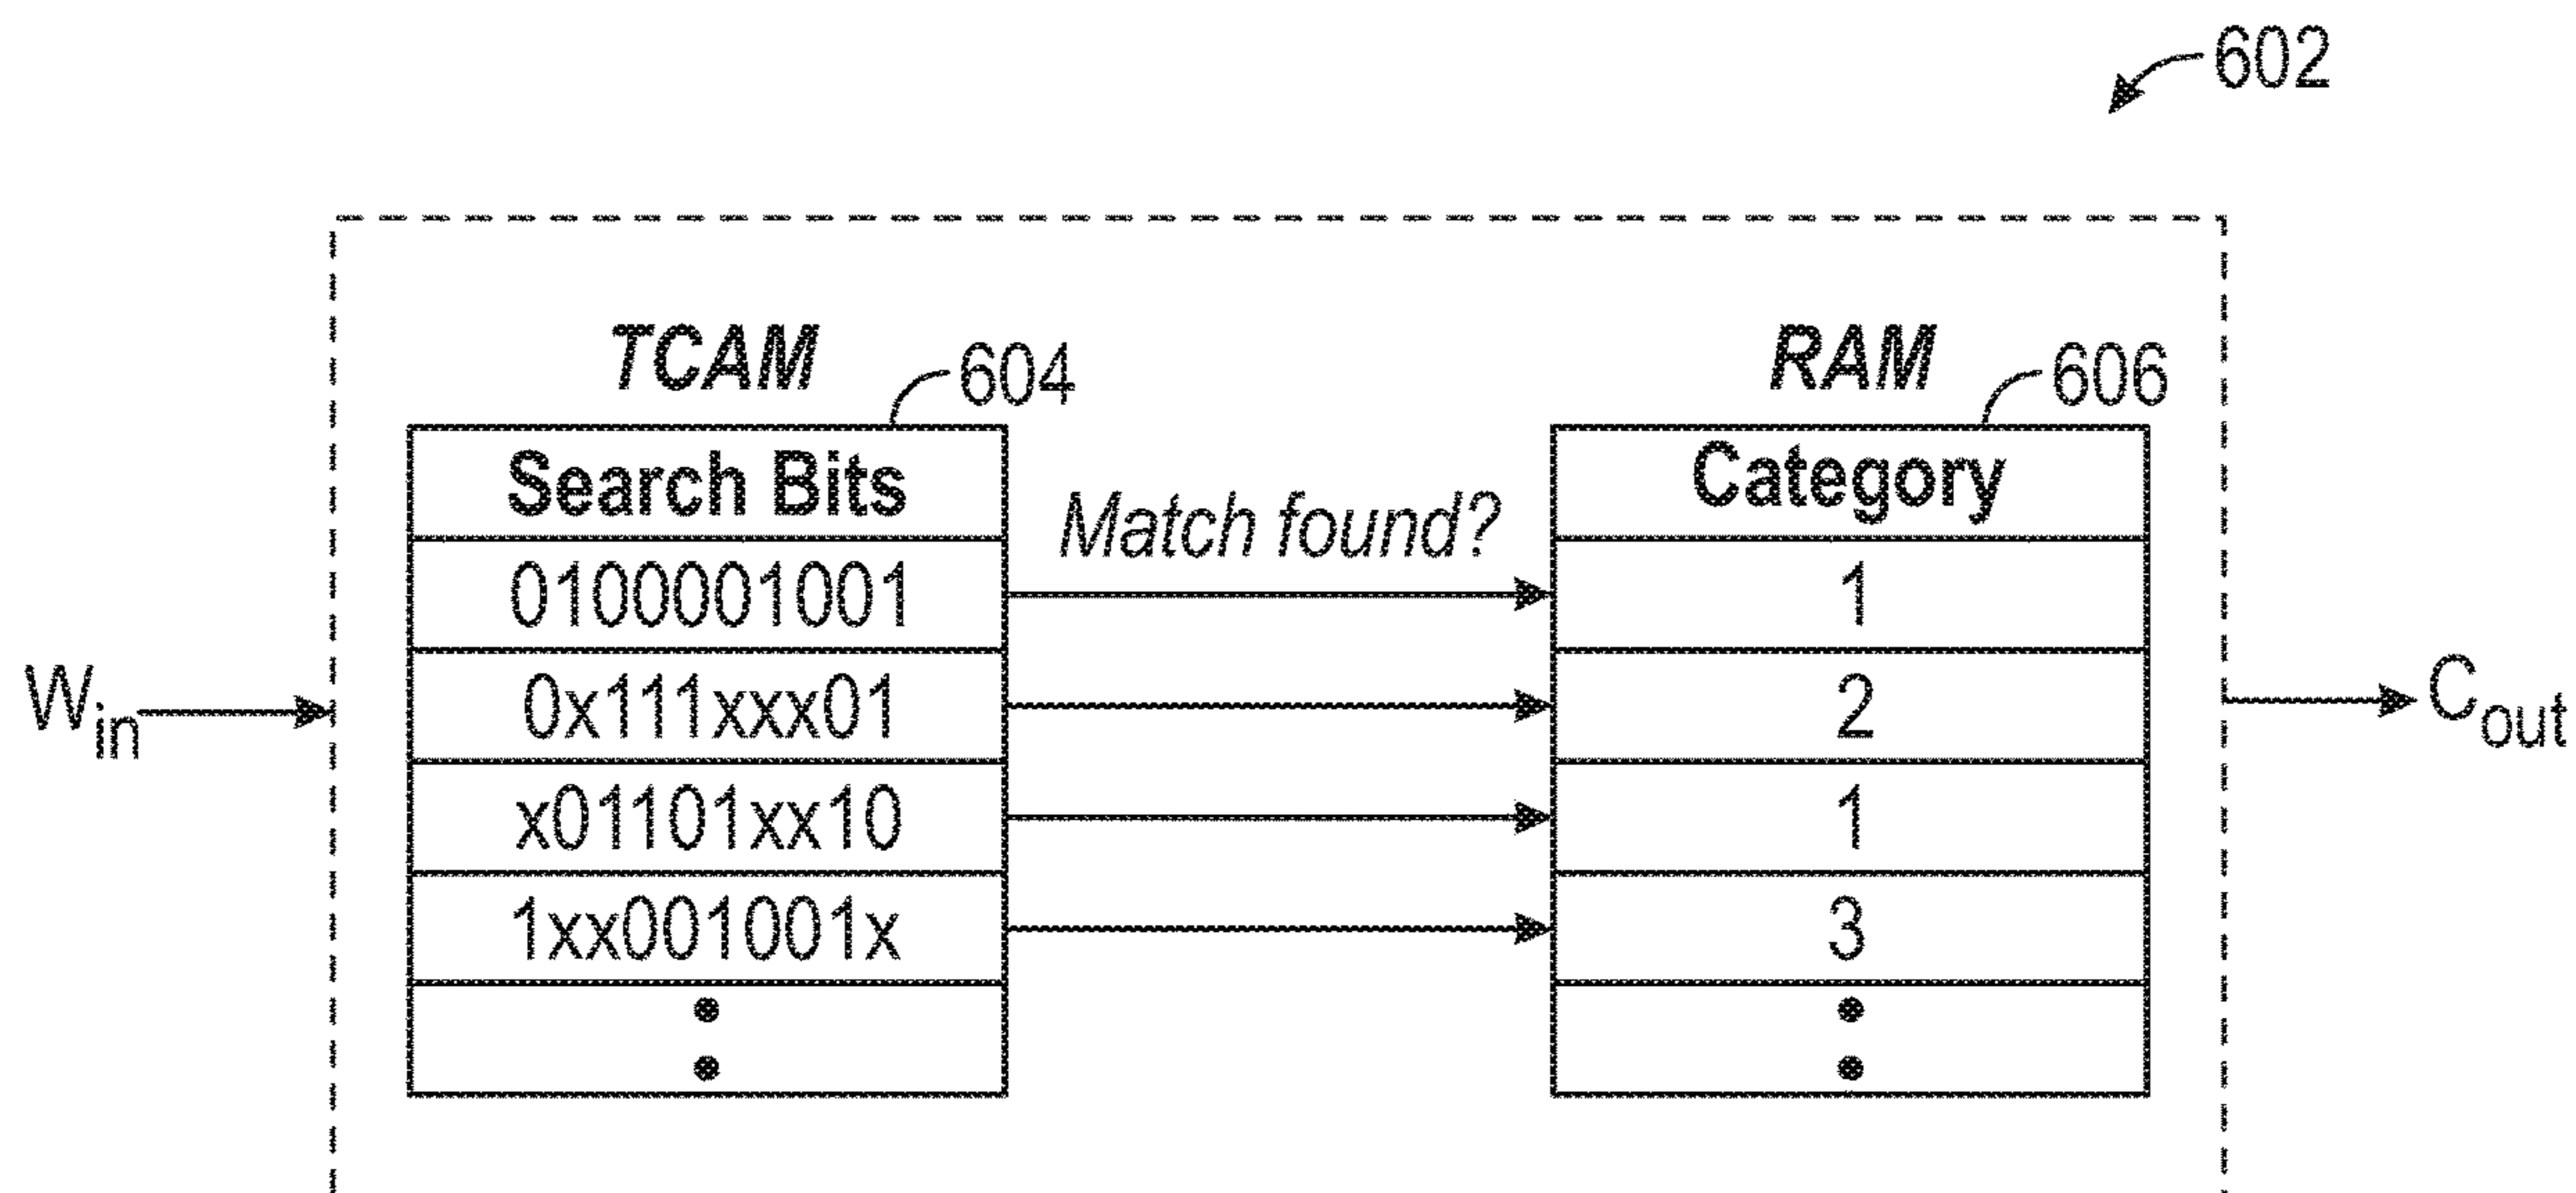 602
TCAM
604
RAM
606
Search Bits
Match found?
Category
0100001001
1
0x111xxx01
2
W_in
C_out
x01101xx10
1
1xx001001x
3